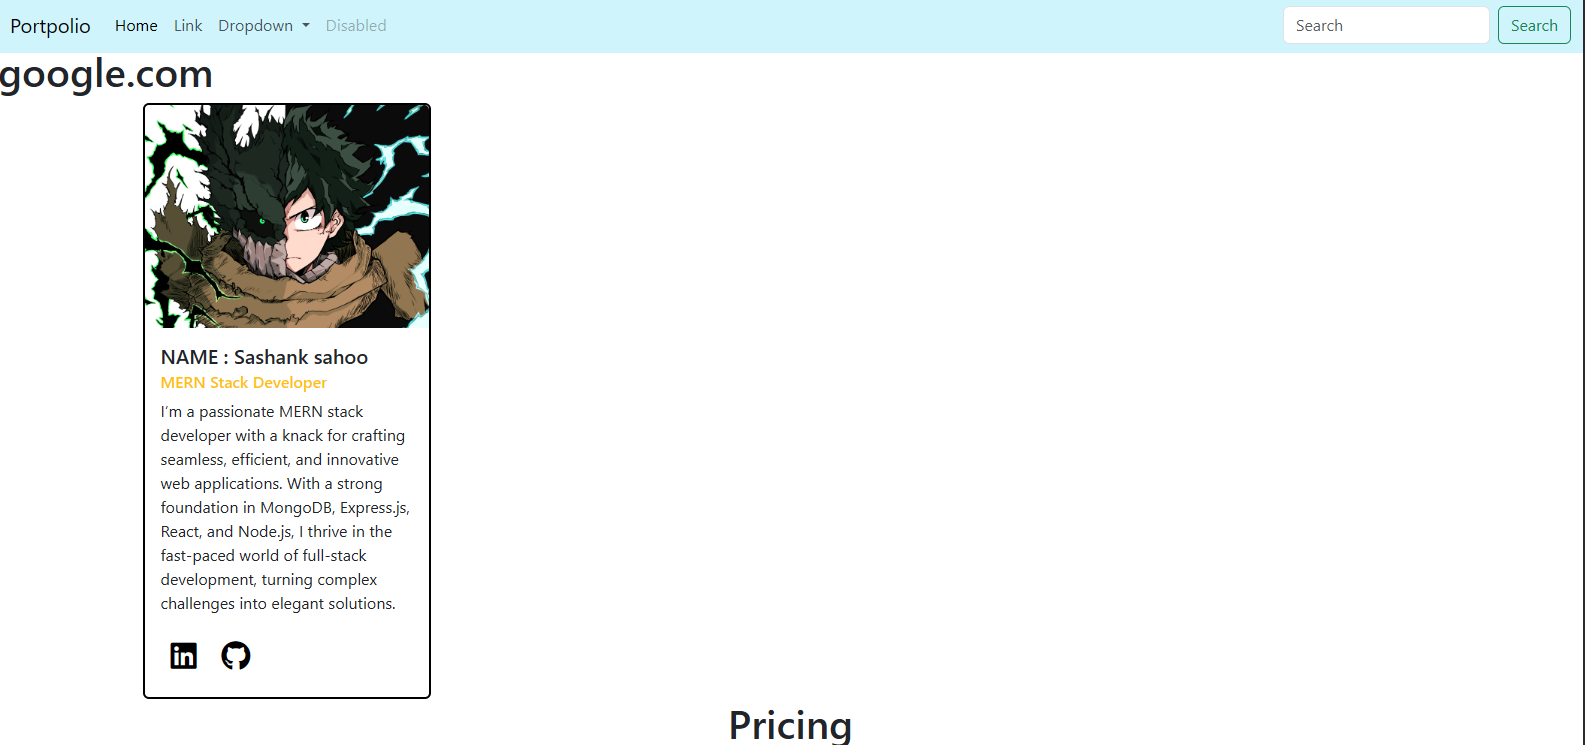 Portpolio Home Link Dropdown Disabled Search Search
google.com
NAME : Sashank sahoo
MERN Stack Developer
I'm a passionate MERN stack
developer with a knack for crafting
seamless, efficient, and innovative
web applications. With a strong
foundation in MongoDB, Express.js,
React, and Node.js, I thrive in the
fast-paced world of full-stack
development, turning complex
challenges into elegant solutions.
in
Pricing